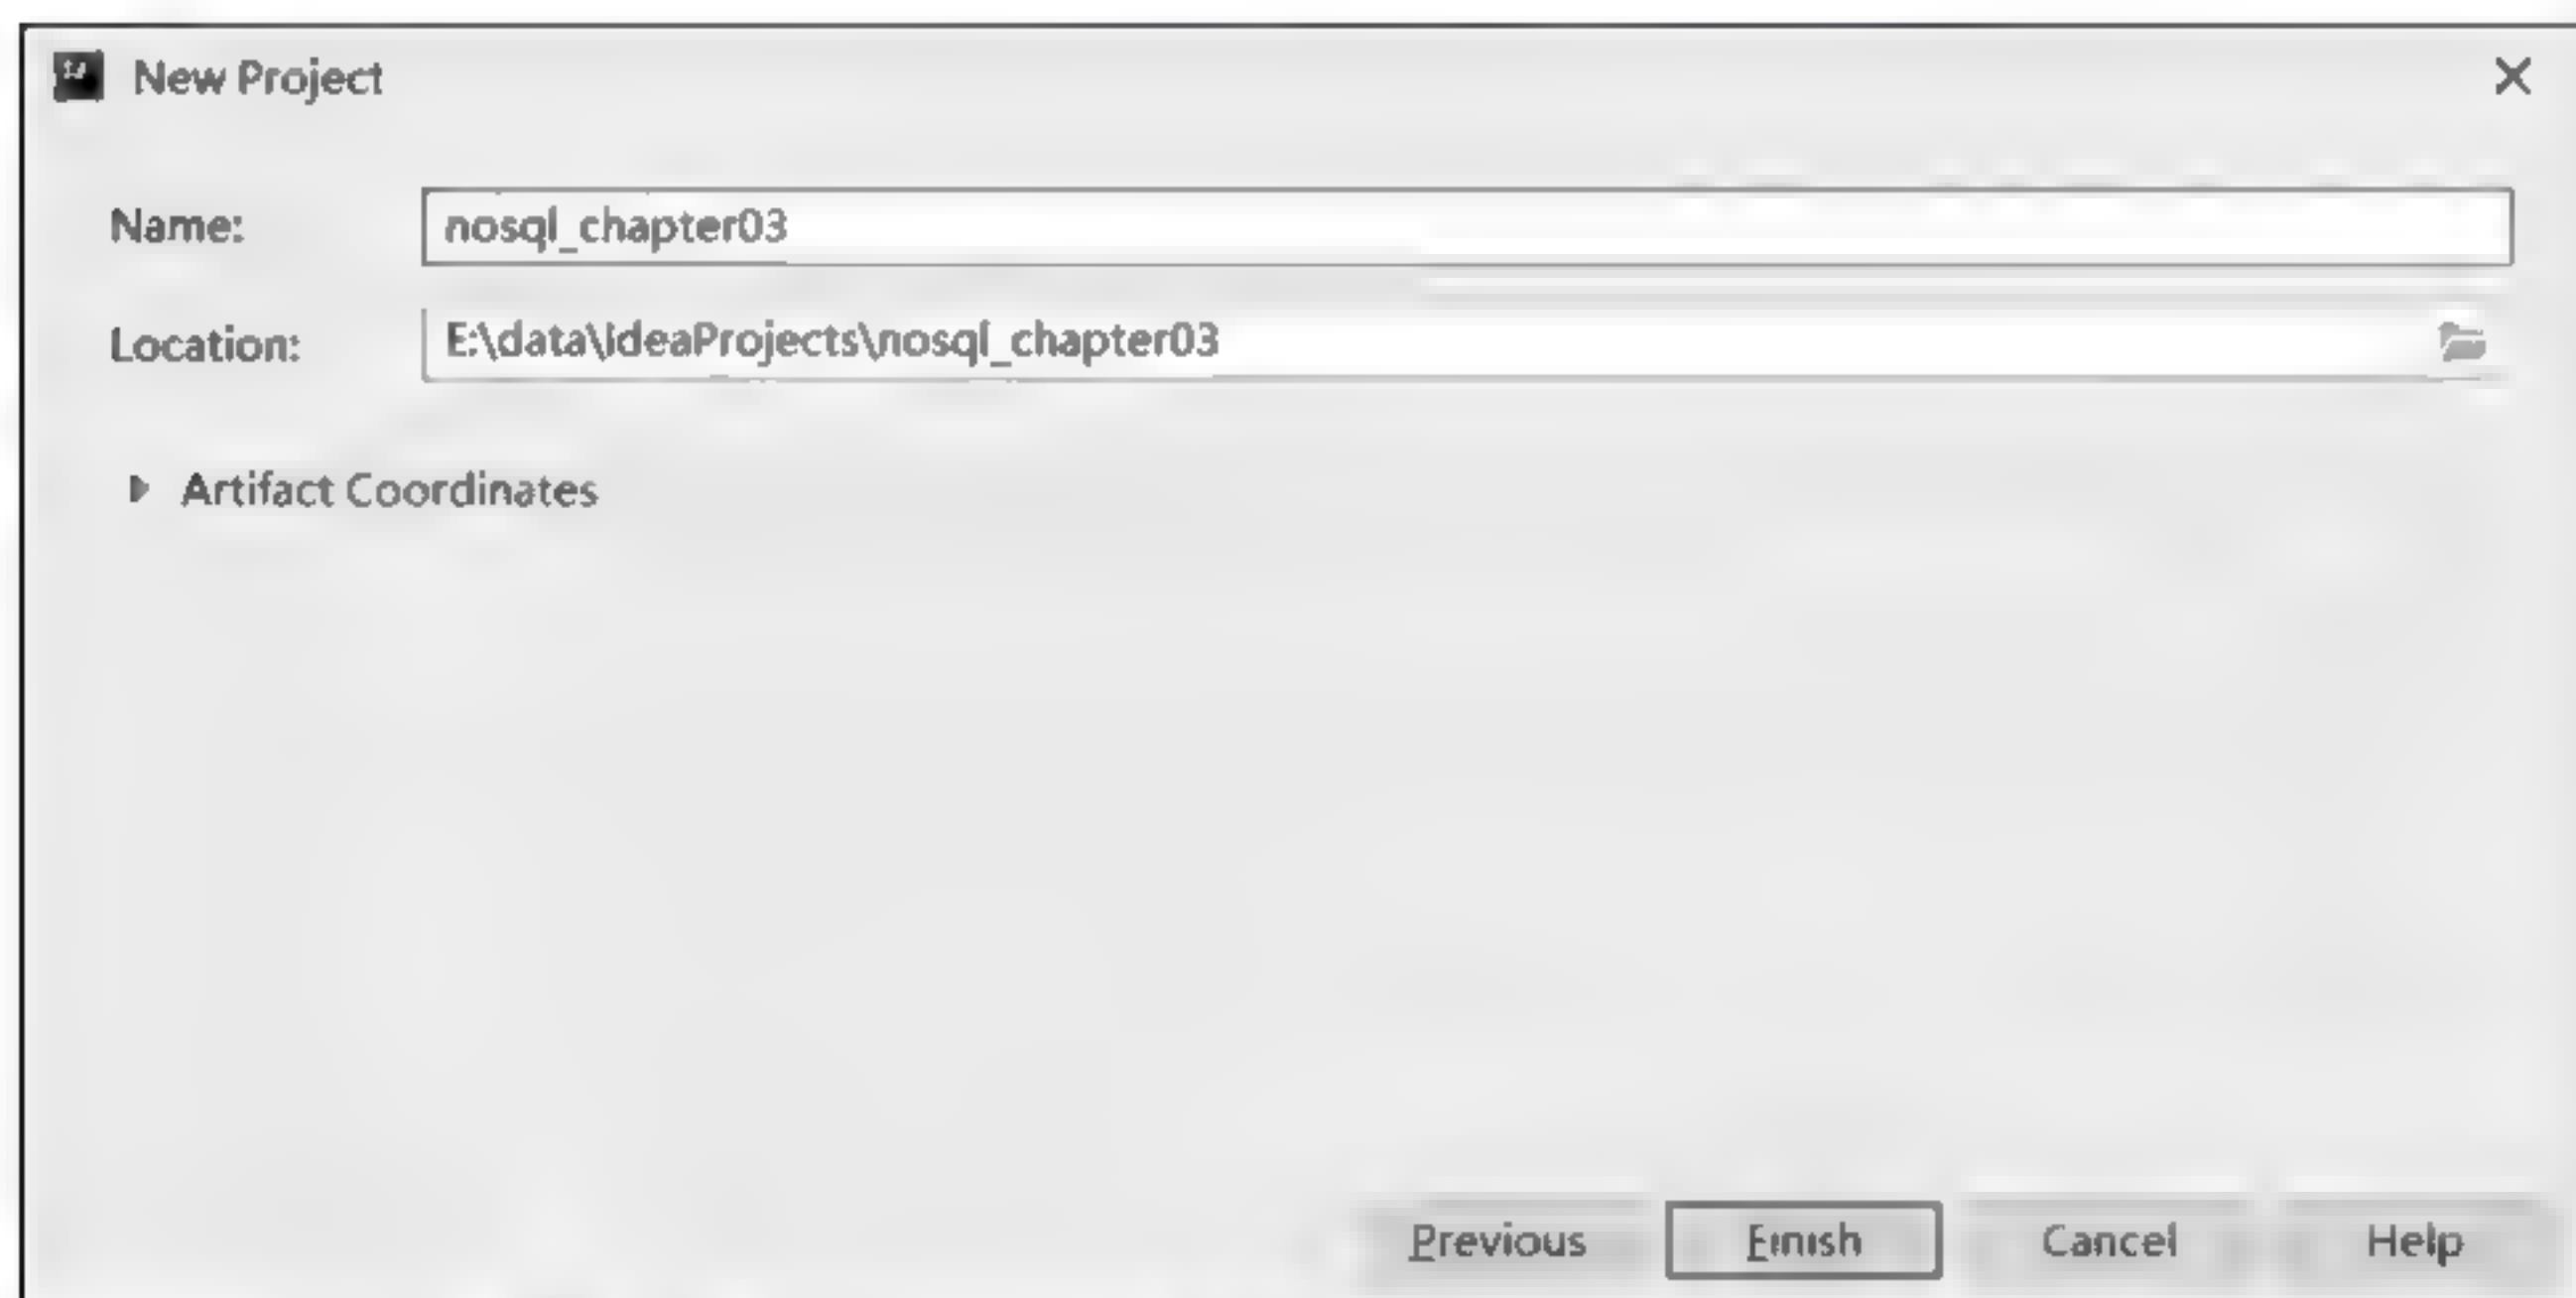 New Project
Name: nosql_chapter03
Location: E:\data\IdeaProjects\nosql_chapter03
Artifact Coordinates
Previous Finish Cancel Help